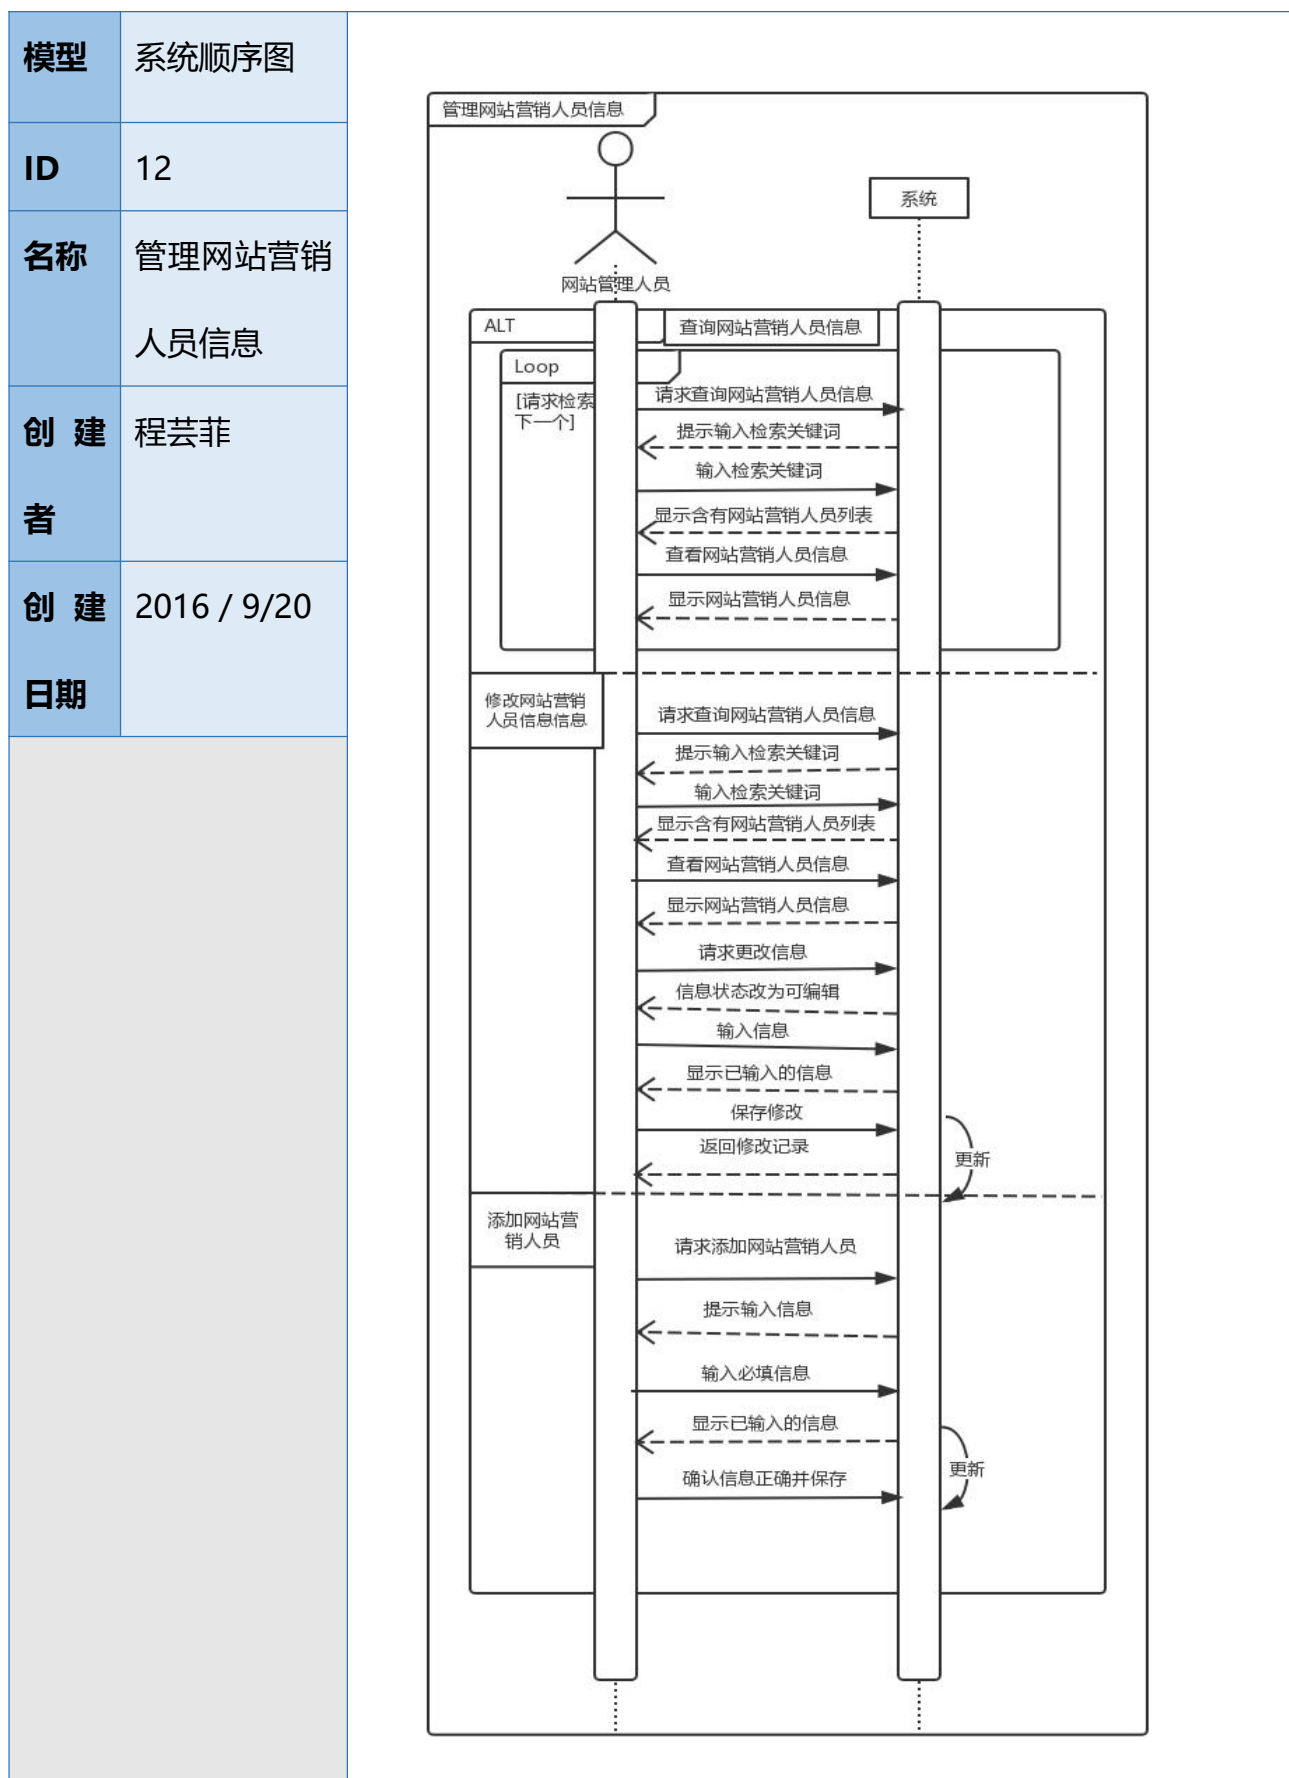 模型
系统顺序图
ID
12
名称
管理网站营销
人员信息
创 建
者
程芸菲
创 建
日期
2016 / 9/20
管理网站营销人员信息
网站管理人员
系统
ALT
查询网站营销人员信息
Loop
[请求检索
下一个]
请求查询网站营销人员信息
提示输入检索关键词
输入检索关键词
显示含有网站营销人员列表
查看网站营销人员信息
显示网站营销人员信息
修改网站营销
人员信息信息
请求查询网站营销人员信息
提示输入检索关键词
输入检索关键词
显示含有网站营销人员列表
查看网站营销人员信息
显示网站营销人员信息
请求更改信息
信息状态改为可编辑
输入信息
显示已输入的信息
保存修改
返回修改记录
更新
添加网站营
销人员
请求添加网站营销人员
提示输入信息
输入必填信息
显示已输入的信息
更新
确认信息正确并保存